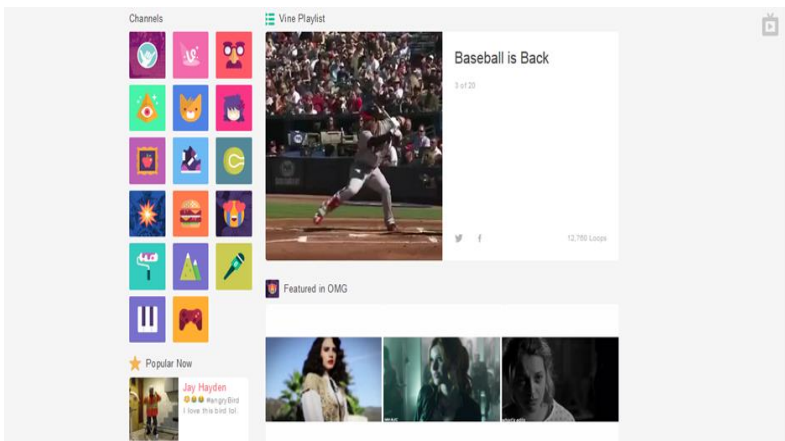 Channels
Vine Playlist
Baseball is Back
3 of 20
12,769 Loops
Featured in OMG
Popular Now
Jay Hayden
#angryBird
I love this bird lol.